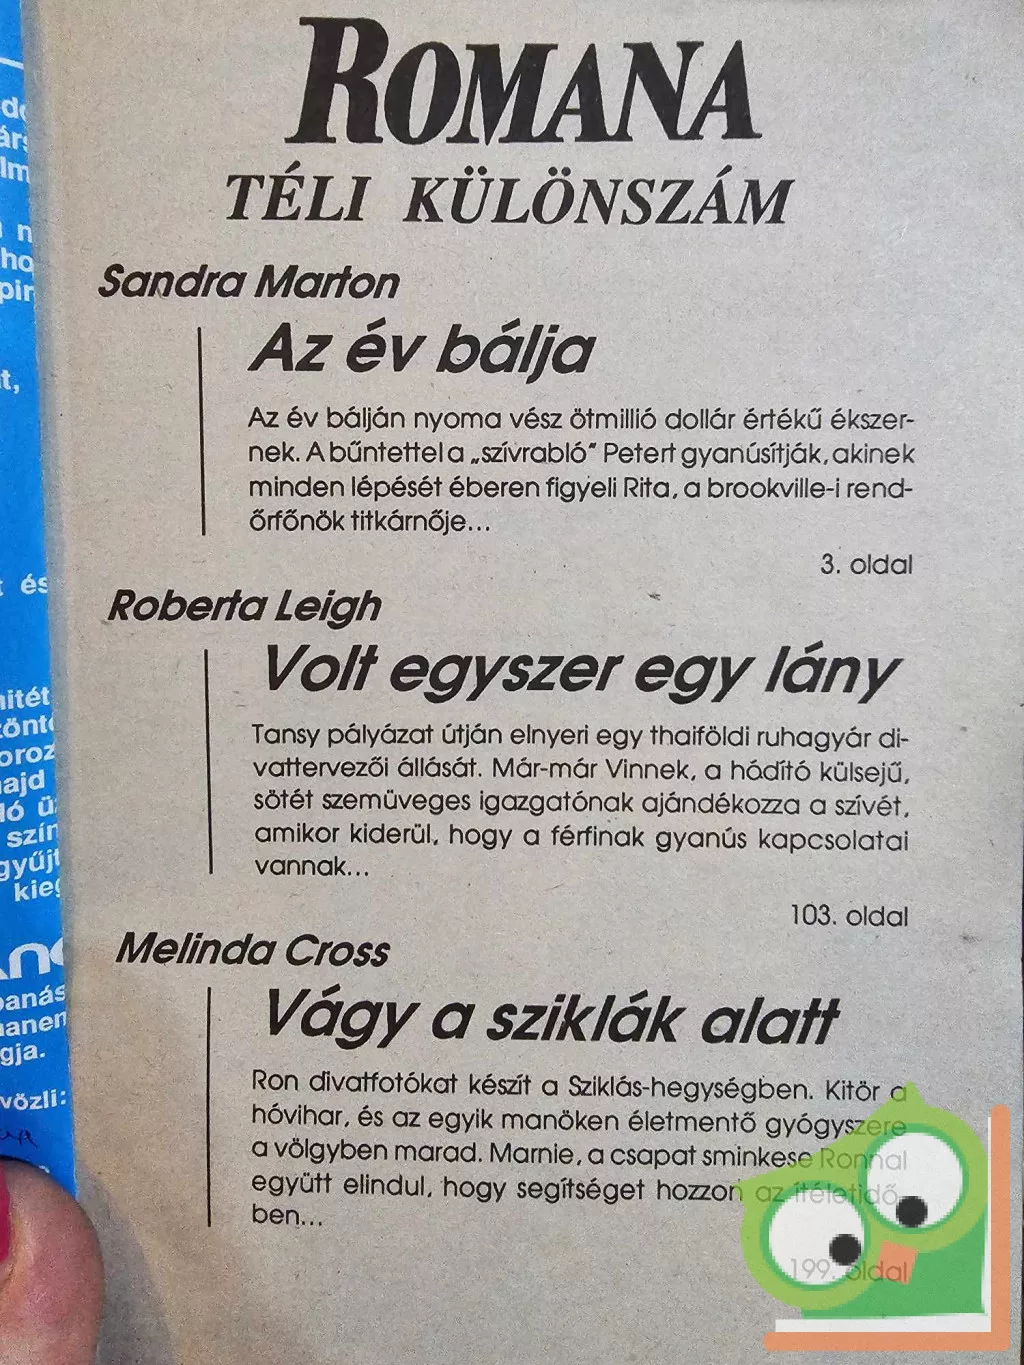 ROMANA
TÉLI KÜLÖNSZÁM
Sandra Marton
Az év bálja
Az év bálján nyoma vész ötmillió dollár értékű ékszer-
nek. A bűntettel a „szívrabló" Petert gyanúsítják, akinek
minden lépését éberen figyeli Rita, a brookville-i rend-
őrfőnök titkárnője...
3. oldal
Roberta Leigh
Volt egyszer egy lány
Tansy pályázat útján elnyeri egy thaiföldi ruhagyár di-
vattervezői állását. Már-már Vinnek, a hódító külsejű,
sötét szemüveges igazgatónak ajándékozza a szívét,
amikor kiderül, hogy a férfinak gyanús kapcsolatai
vannak...
103. oldal
Melinda Cross
Vágy a sziklák alatt
Ron divatfotókat készít a Sziklás-hegységben. Kitör a
hóvihar, és az egyik manöken életmentő gyógyszere
a völgyben marad. Marnie, a csapat sminkese Ronnal
együtt elindul, hogy segítséget hozzon az ítéletidő-
ben...
199. oldal
t és
gja.